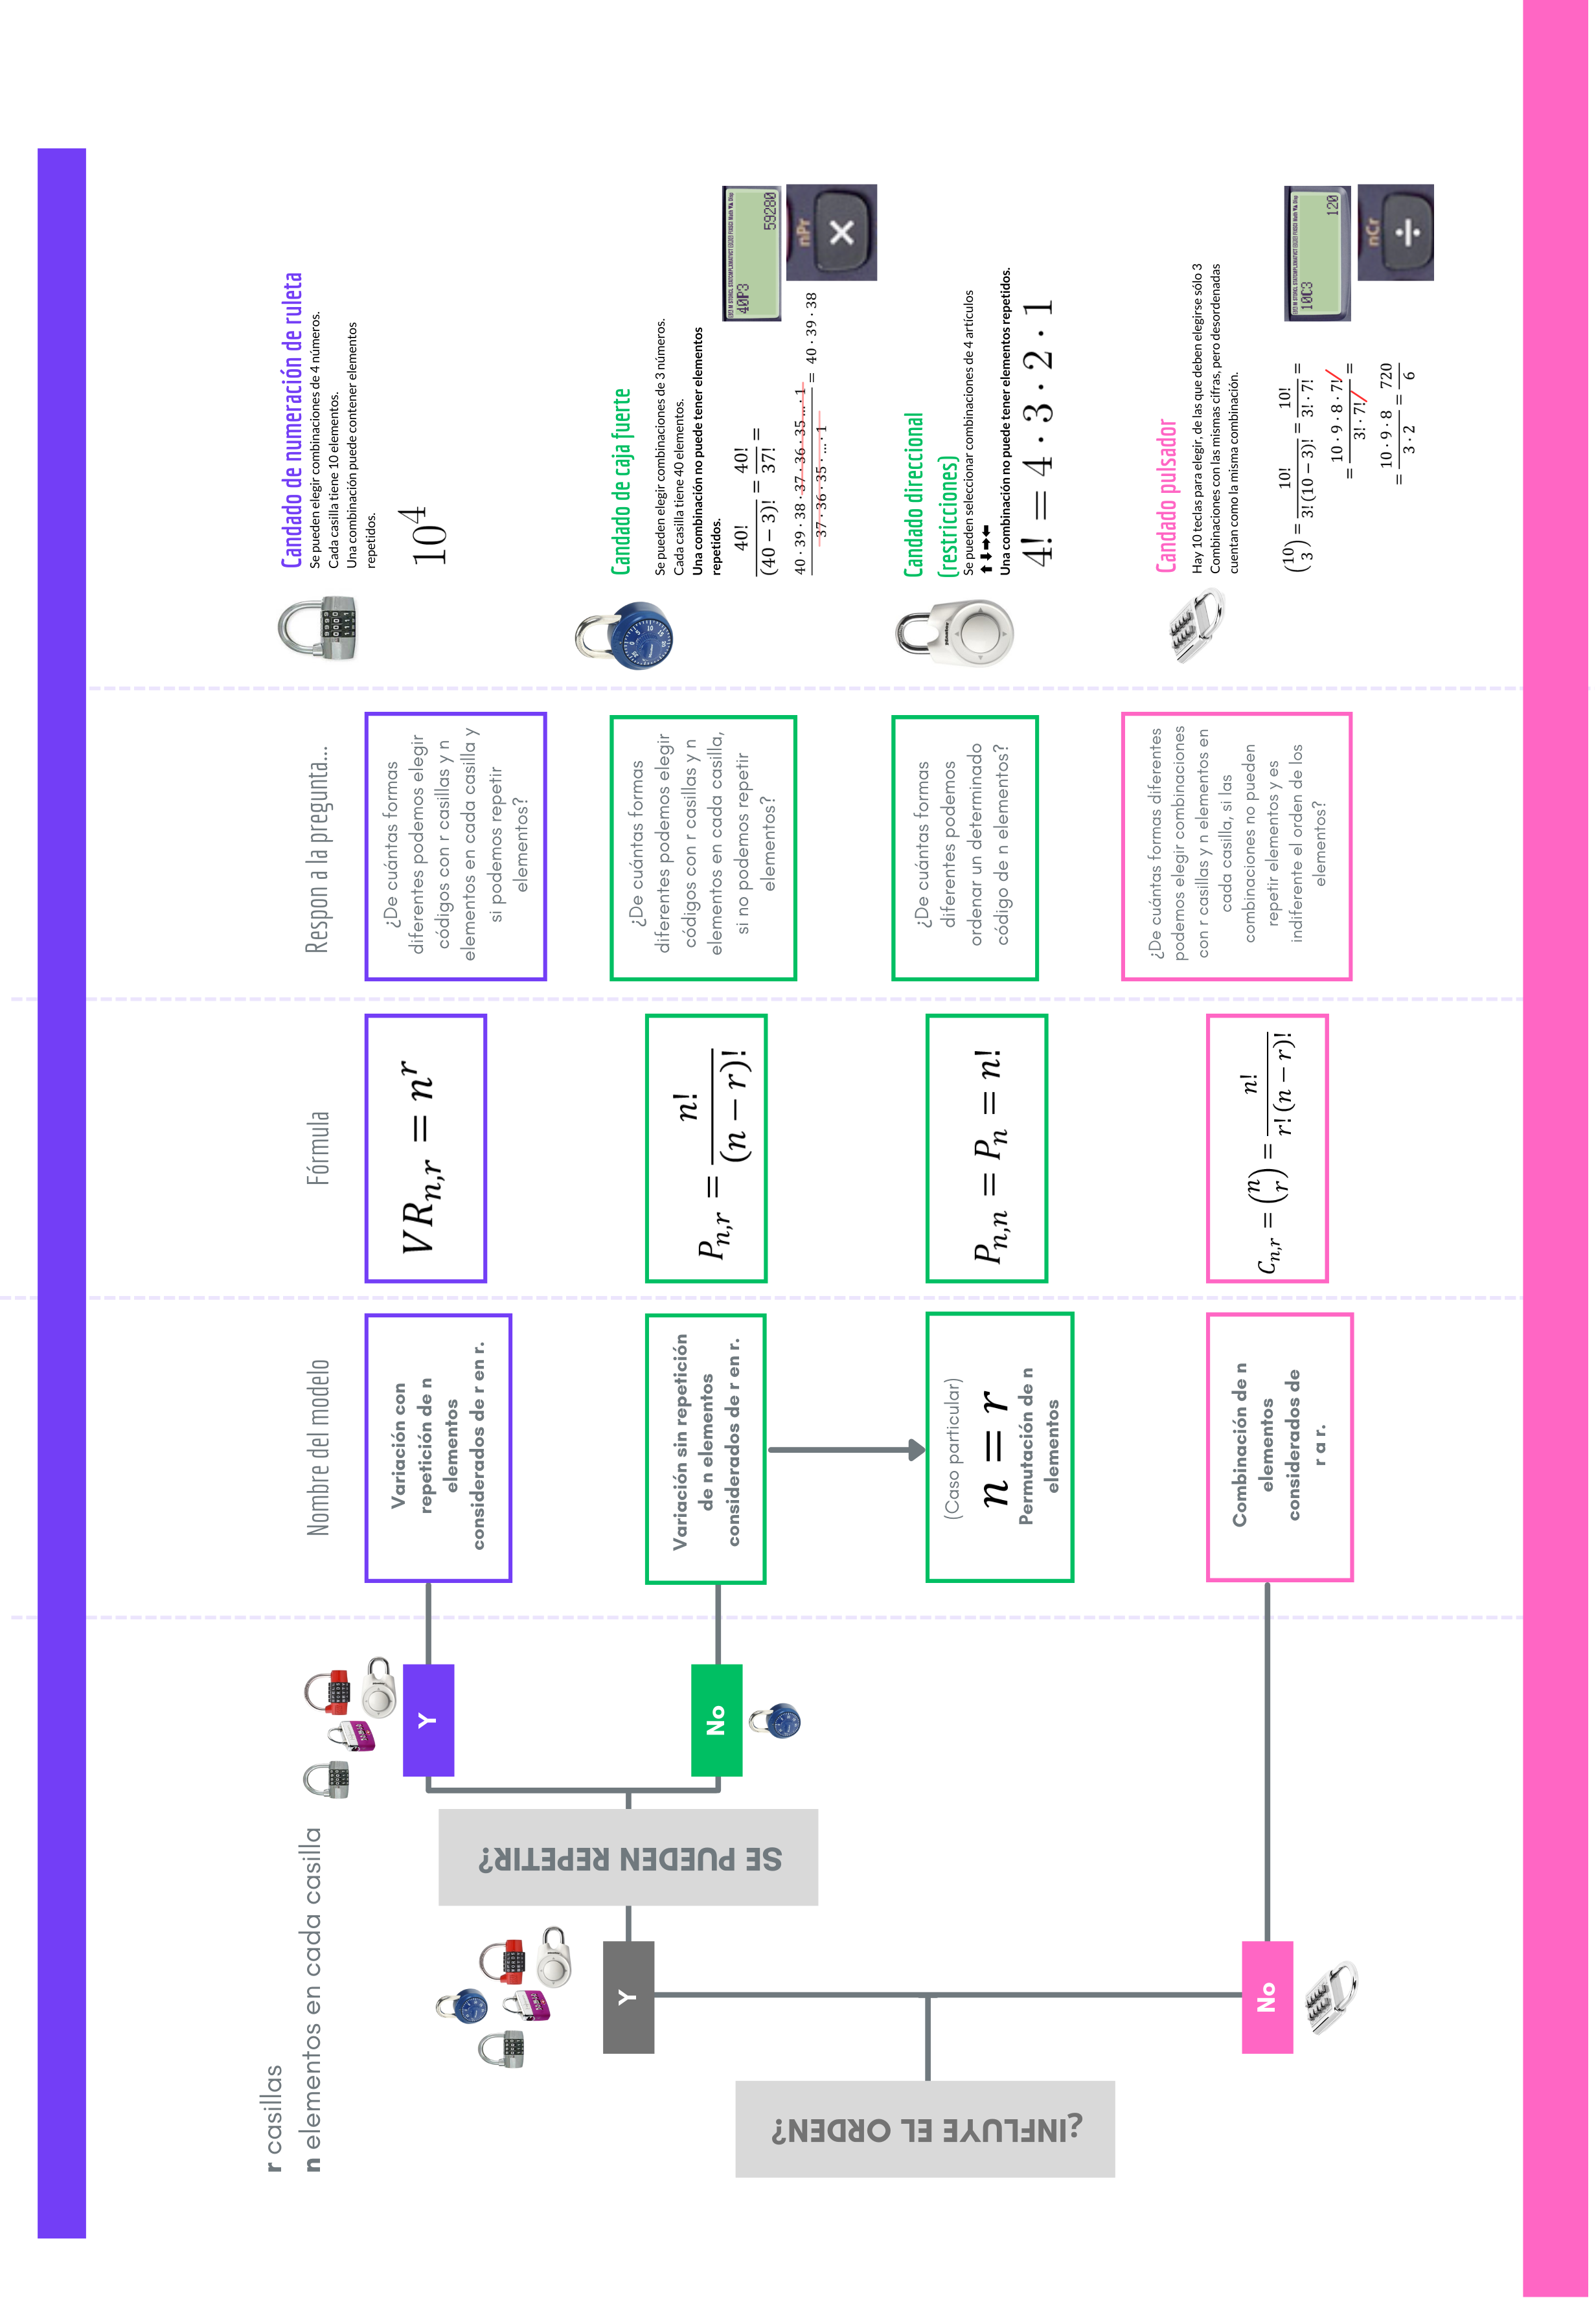 r casillas
n elementos en cada casilla
¿INFLUYE EL ORDEN?
Y
No
SE PUEDEN REPETIR?
Y
No
Nombre del modelo
Variación con
repetición de n
elementos
considerados de r en r.
Variación sin repetición
de n elementos
considerados de r en r.
(Caso particular)
n = r
Permutación de n
elementos
Combinación de n
elementos
considerados de
r a r.
Fórmula
VR_{n,r} = n^r
P_{n,r} = \frac{n!}{(n − r)!}
P_{n,n} = P_n = n!
C_{n,r} = \binom{n}{r} = \frac{n!}{r! (n − r)!}
Respon a la pregunta...
¿De cuántas formas
diferentes podemos elegir
códigos con r casillas y n
elementos en cada casilla y
si podemos repetir
elementos?
¿De cuántas formas
diferentes podemos elegir
códigos con r casillas y n
elementos en cada casilla,
si no podemos repetir
elementos?
¿De cuántas formas
diferentes podemos
ordenar un determinado
código de n elementos?
¿De cuántas formas diferentes
podemos elegir combinaciones
con r casillas y n elementos en
cada casilla, si las
combinaciones no pueden
repetir elementos y es
indiferente el orden de los
elementos?
Candado de numeración de ruleta
Se pueden elegir combinaciones de 4 números.
Cada casilla tiene 10 elementos.
Una combinación puede contener elementos
repetidos.
10^4
Candado de caja fuerte
Se pueden elegir combinaciones de 3 números.
Cada casilla tiene 40 elementos.
Una combinación no puede tener elementos
repetidos.
\frac{40!}{(40 − 3)!} = \frac{40!}{37!} =
\frac{40 · 39 · 38 · 37 · 36 · 35 ... · 1}{37 · 36 · 35 · ... · 1} = 40 · 39 · 38
40P3
59280
nPr
×
Candado direccional
(restricciones)
Se pueden seleccionar combinaciones de 4 artículos
⬆⬇➡⬅
Una combinación no puede tener elementos repetidos.
4! = 4 · 3 · 2 · 1
Candado pulsador
Hay 10 teclas para elegir, de las que deben elegirse sólo 3
Combinaciones con las mismas cifras, pero desordenadas
cuentan como la misma combinación.
\binom{10}{3} = \frac{10!}{3! (10 − 3)!} = \frac{10!}{3! · 7!} =
= \frac{10 · 9 · 8 · 7!}{3! · 7!} =
= \frac{10 · 9 · 8}{3 · 2} = \frac{720}{6}
10C3
120
nCr
÷